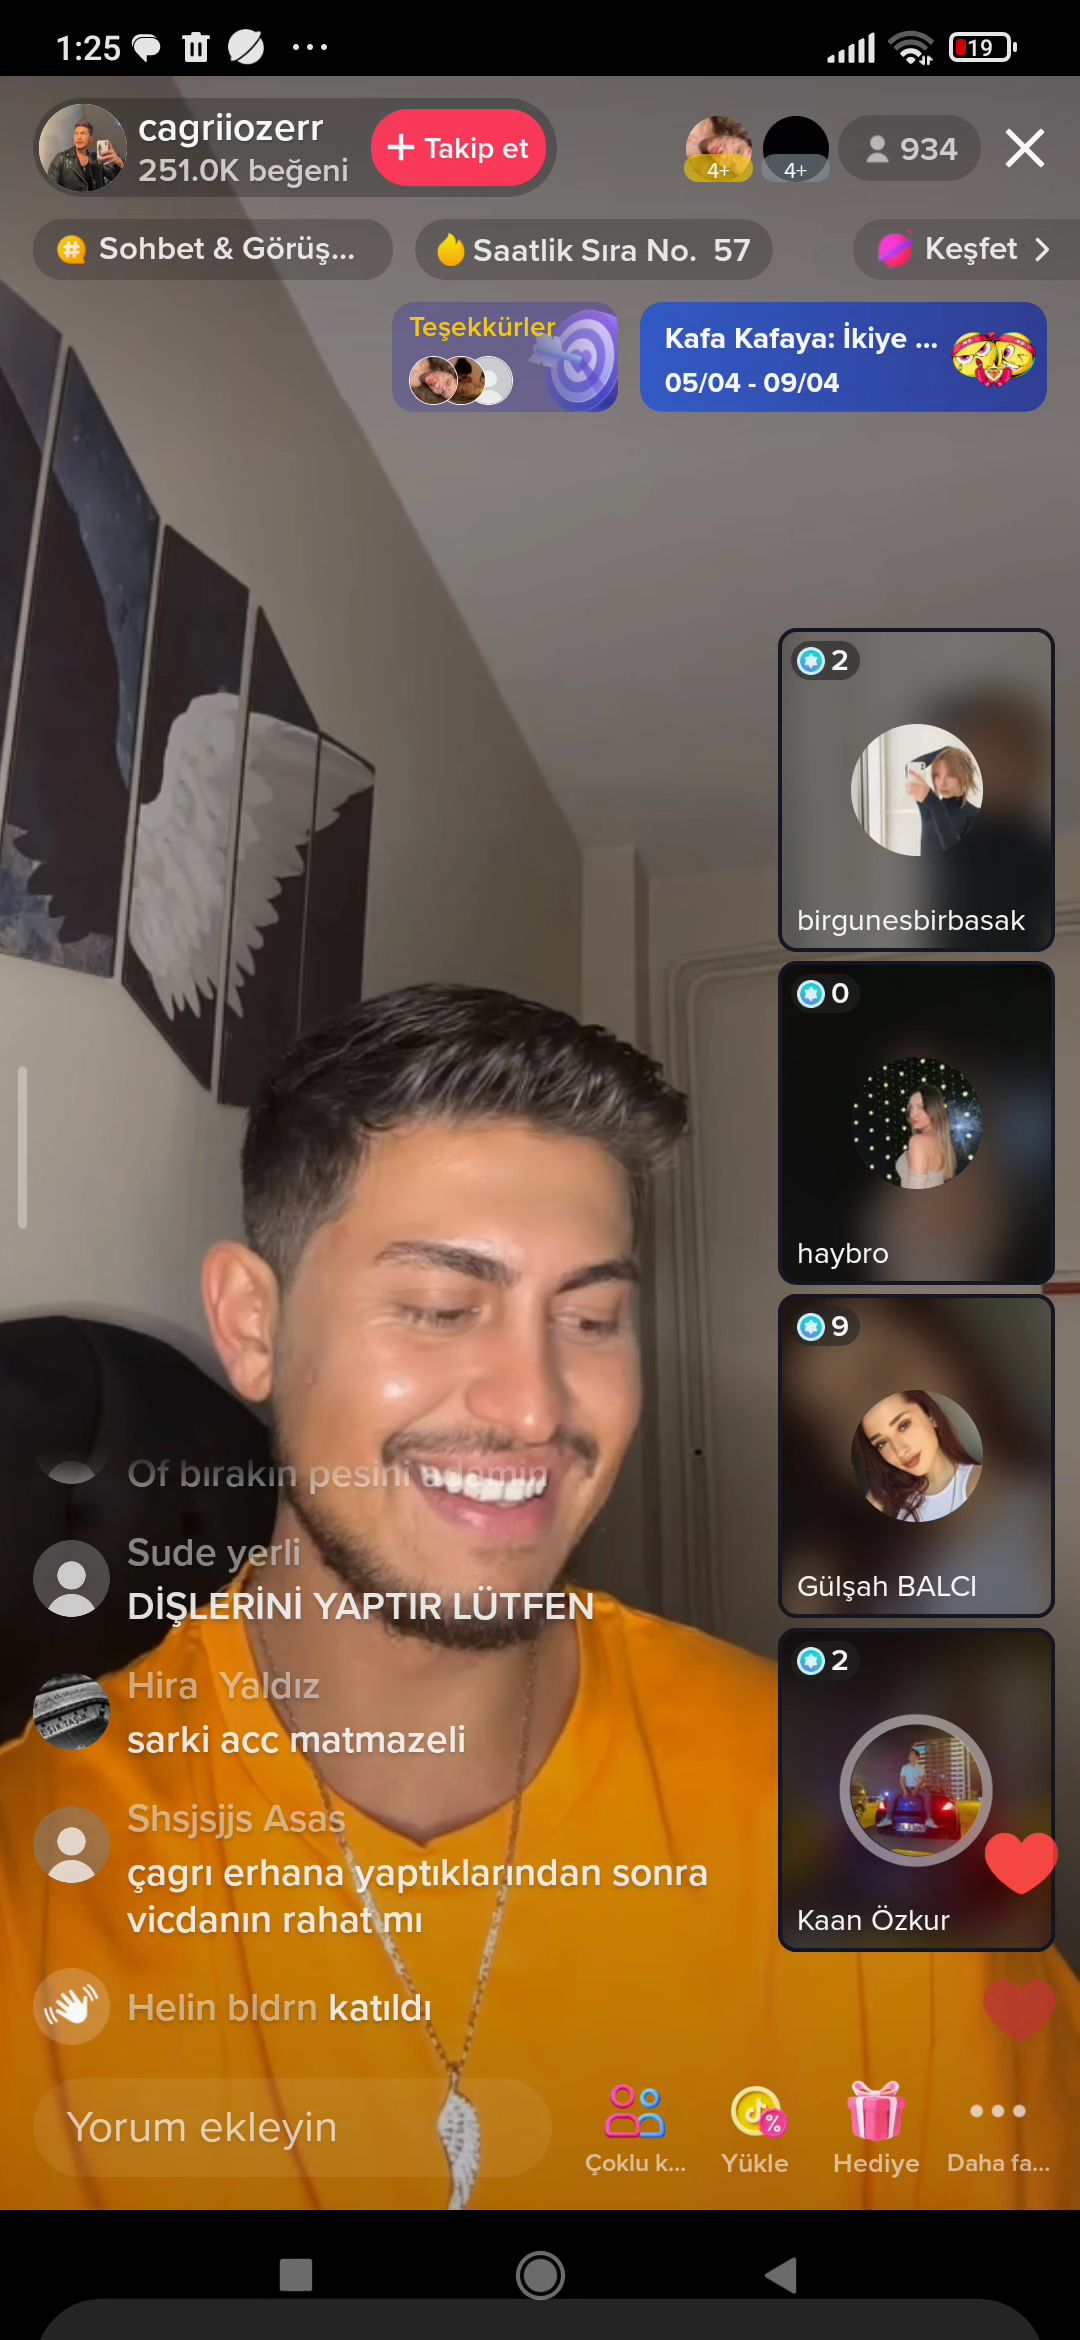 1:25
19
cagriiozerr
251.0K beğeni
+ Takip et
4+
4+
934
Sohbet & Görüş...
Saatlik Sıra No. 57
Keşfet
Teşekkürler
Kafa Kafaya: İkiye ...
05/04 - 09/04
2
birgunesbirbasak
0
haybro
9
Gülşah BALCI
2
Kaan Özkur
Of bırakın peşini adamin
Sude yerli
DİŞLERİNİ YAPTIR LÜTFEN
Hira Yaldız
sarki acc matmazeli
Shsjsjjs Asas
çagrı erhana yaptıklarından sonra
vicdanın rahat mı
Helin bldrn katıldı
Yorum ekleyin
Çoklu k...
Yükle
Hediye
Daha fa...